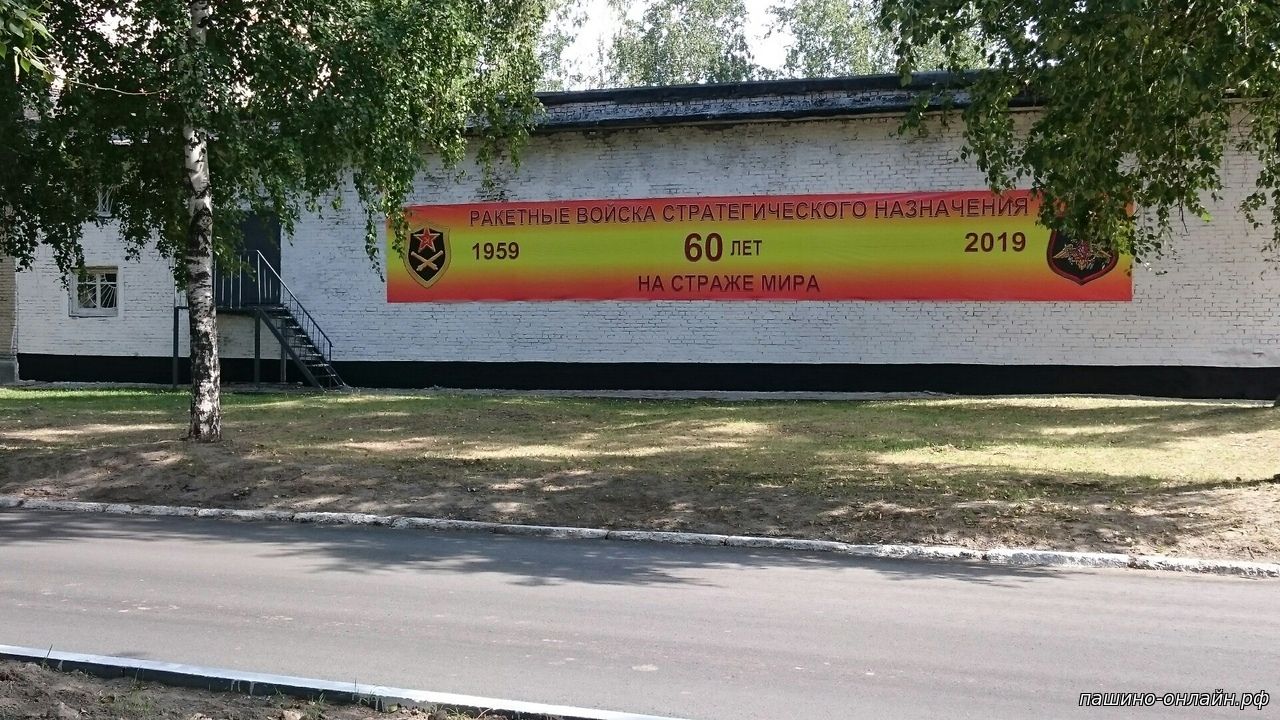 РАКЕТНЫЕ ВОЙСКА СТРАТЕГИЧЕСКОГО НАЗНАЧЕНИЯ
1959 60 ЛЕТ 2019
НА СТРАЖЕ МИРА
пашино-онлайн.рф